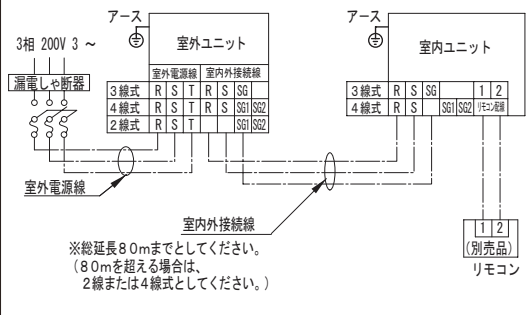 アース
室外ユニット
3相 200V 3 ～
漏電しゃ断器
室外電源線 室内外接続線
3線式 R S T R S SG
4線式 R S T R S SG1 SG2
2線式 R S T
室外電源線
アース
室内ユニット
3線式 R S SG 1 2
4線式 R S SG1 SG2 リモコン配線
室内外接続線
※総延長80mまでとしてください。
(80mを超える場合は、
2線または4線式としてください。)
1 2
(別売品)
リモコン